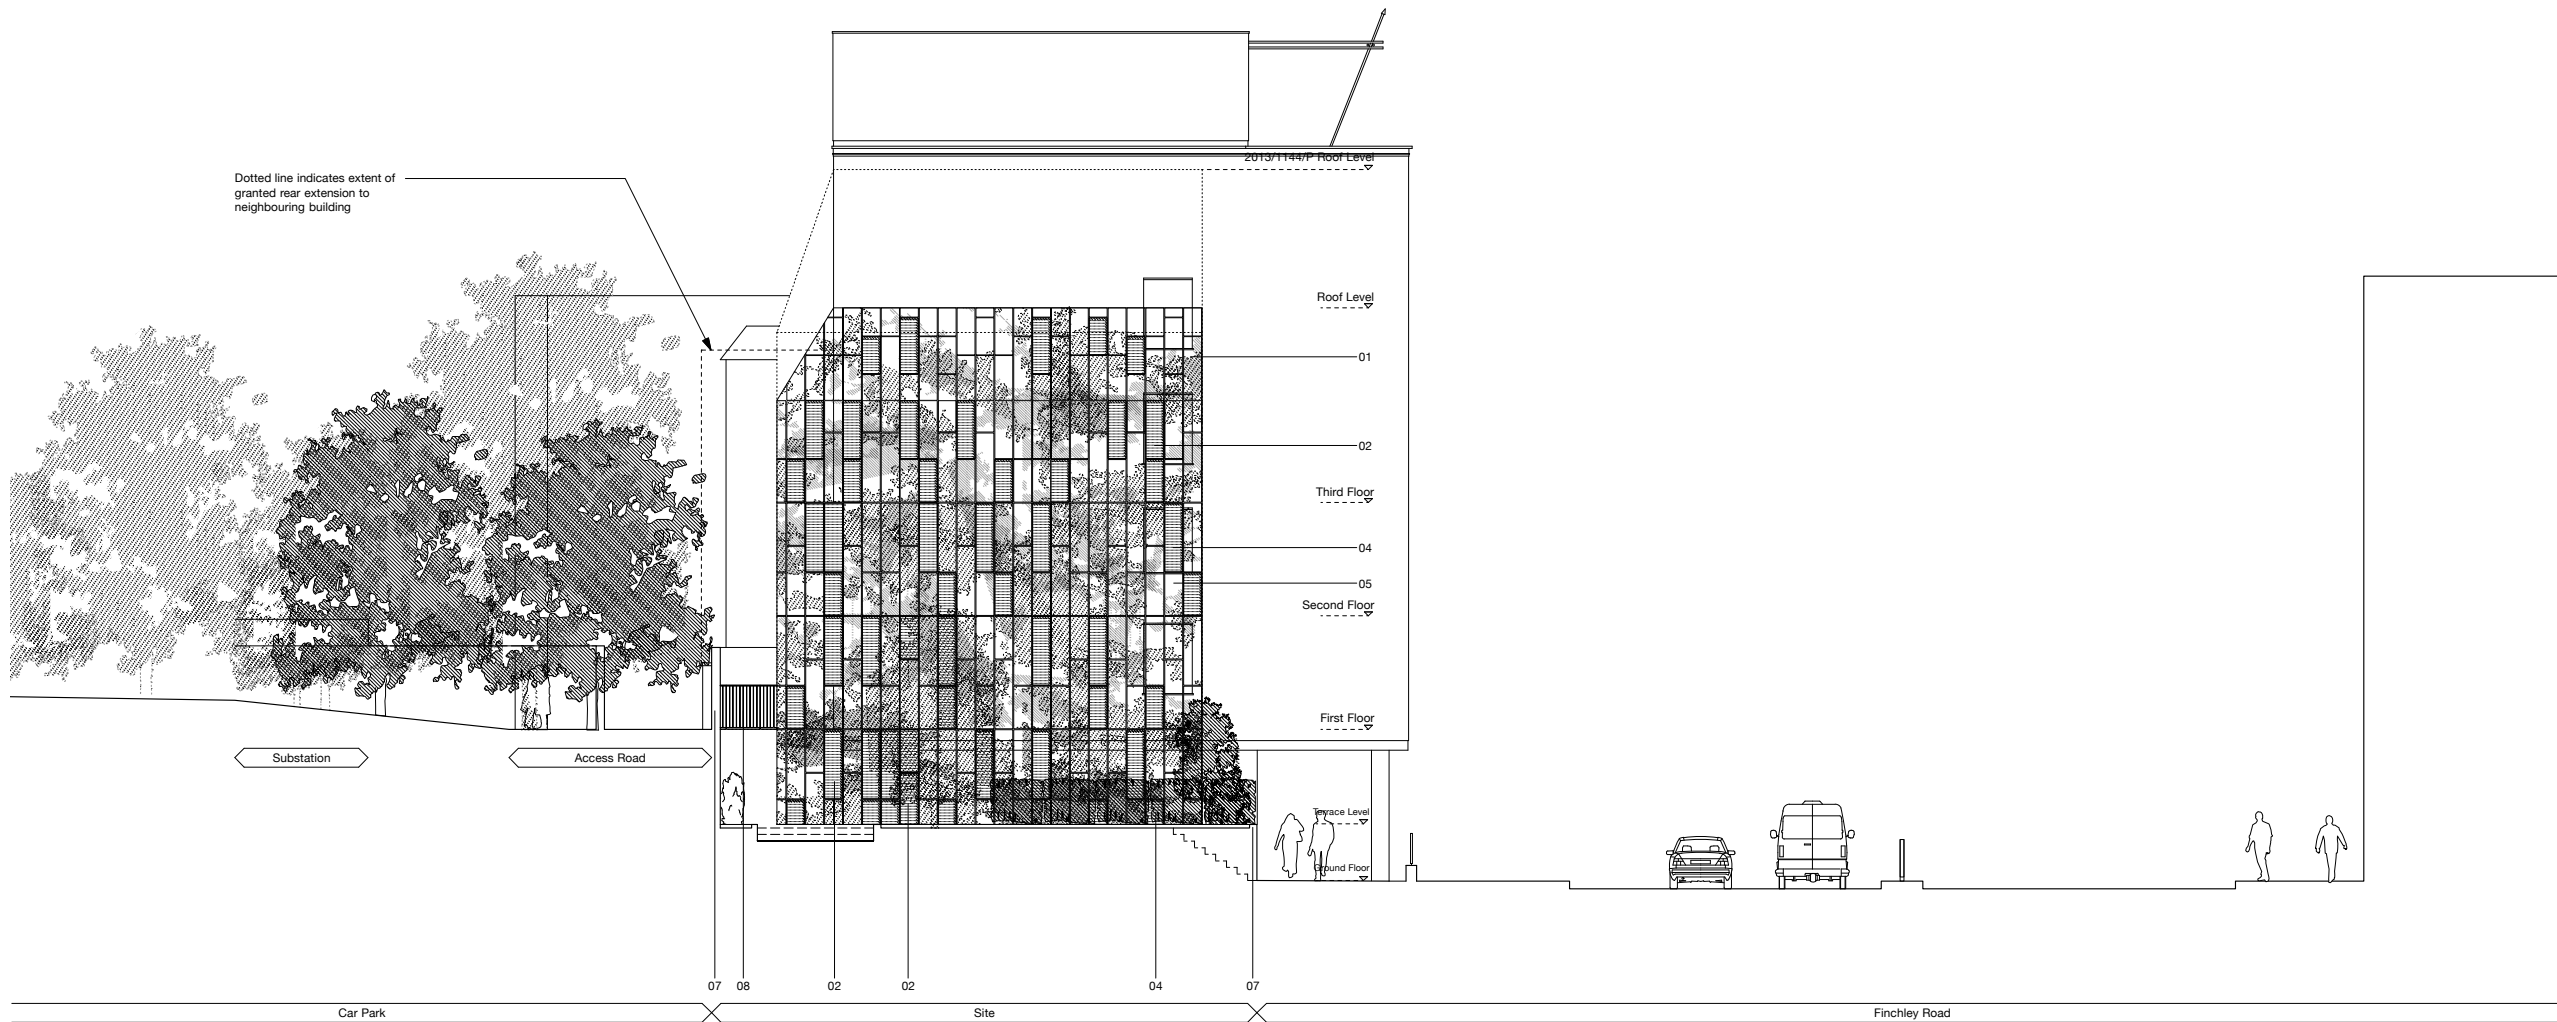 2013/1144/P Roof Level
Dotted line indicates extent of
granted rear extension to
neighbouring building
Roof Level
01
02
Third Floor
04
05
Second Floor
First Floor
Substation
Access Road
Terrace Level
Ground Floor
07
08
02
02
04
07
Car Park
Site
Finchley Road